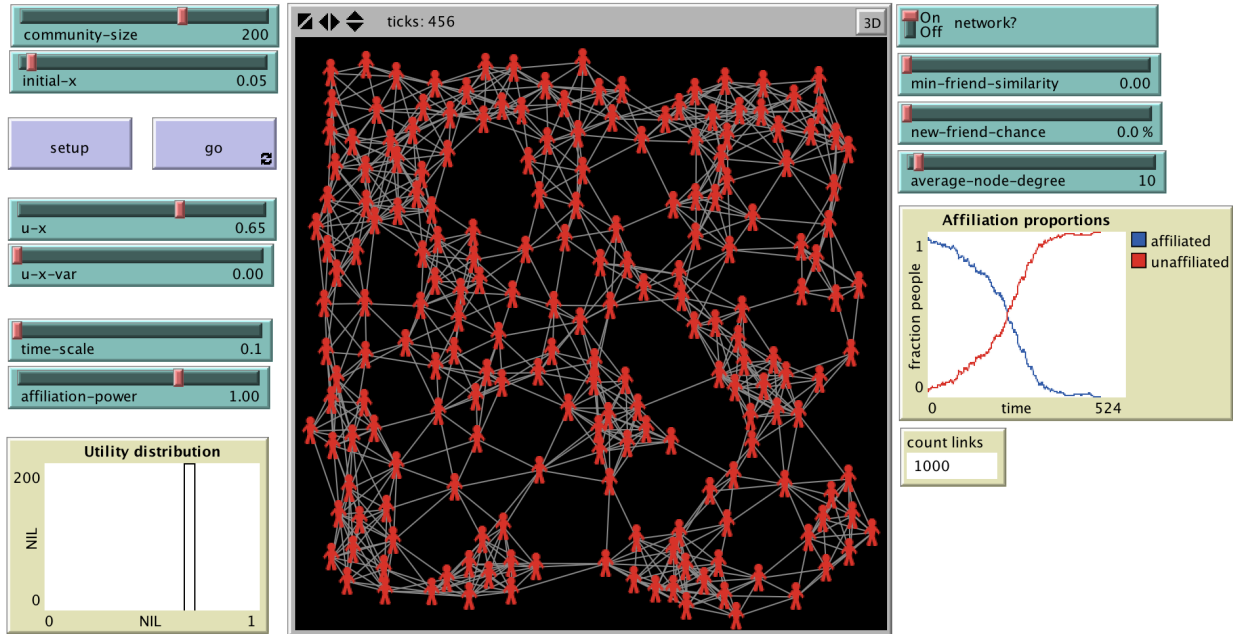 community-size 200
initial-x 0.05
setup
go
u-x 0.65
u-x-var 0.00
time-scale 0.1
affiliation-power 1.00
Utility distribution
200
NIL
0
0 NIL 1
ticks: 456
3D
On
Off
network?
min-friend-similarity 0.00
new-friend-chance 0.0 %
average-node-degree 10
Affiliation proportions
1
fraction people
0
0 time 524
affiliated
unaffiliated
count links
1000